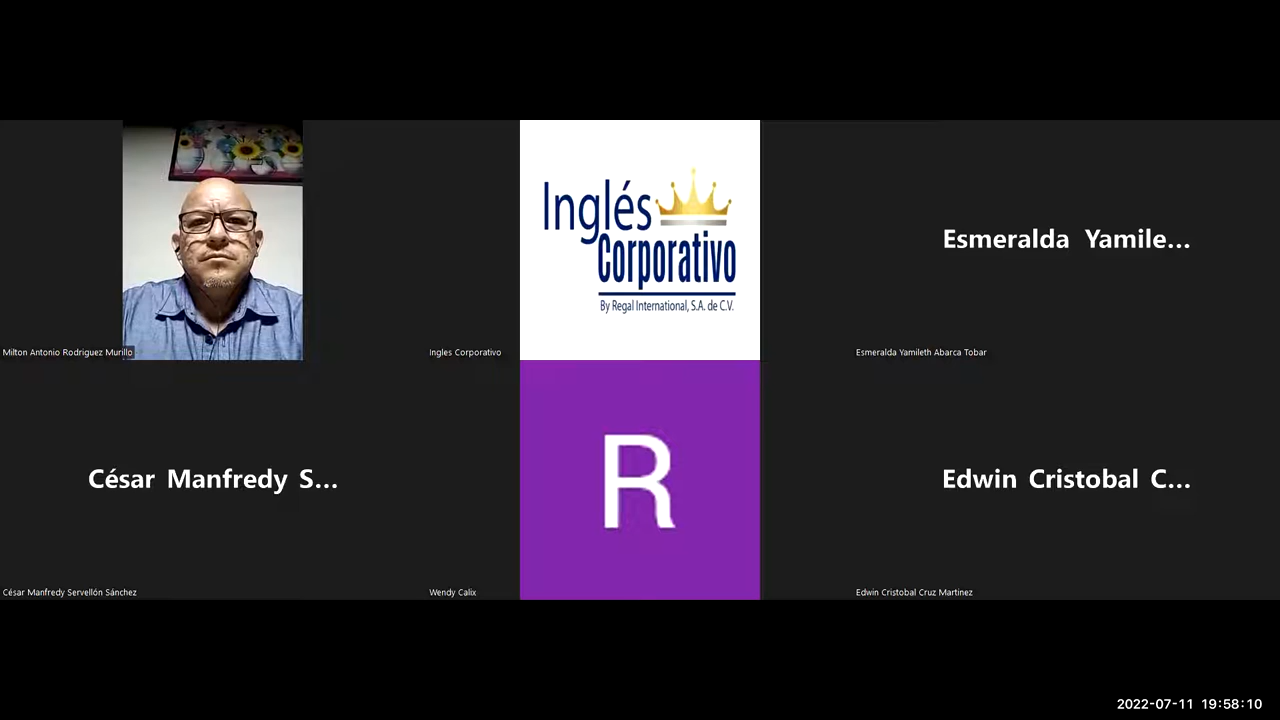 Inglés
Corporativo
By Regal International, S.A. de C.V.
Esmeralda Yamile...
Milton Antonio Rodriguez Murillo
Ingles Corporativo
Esmeralda Yamileth Abarca Tobar
César Manfredy S...
R
Edwin Cristobal C...
César Manfredy Servellón Sánchez
Wendy Calix
Edwin Cristobal Cruz Martinez
2022-07-11 19:58:10